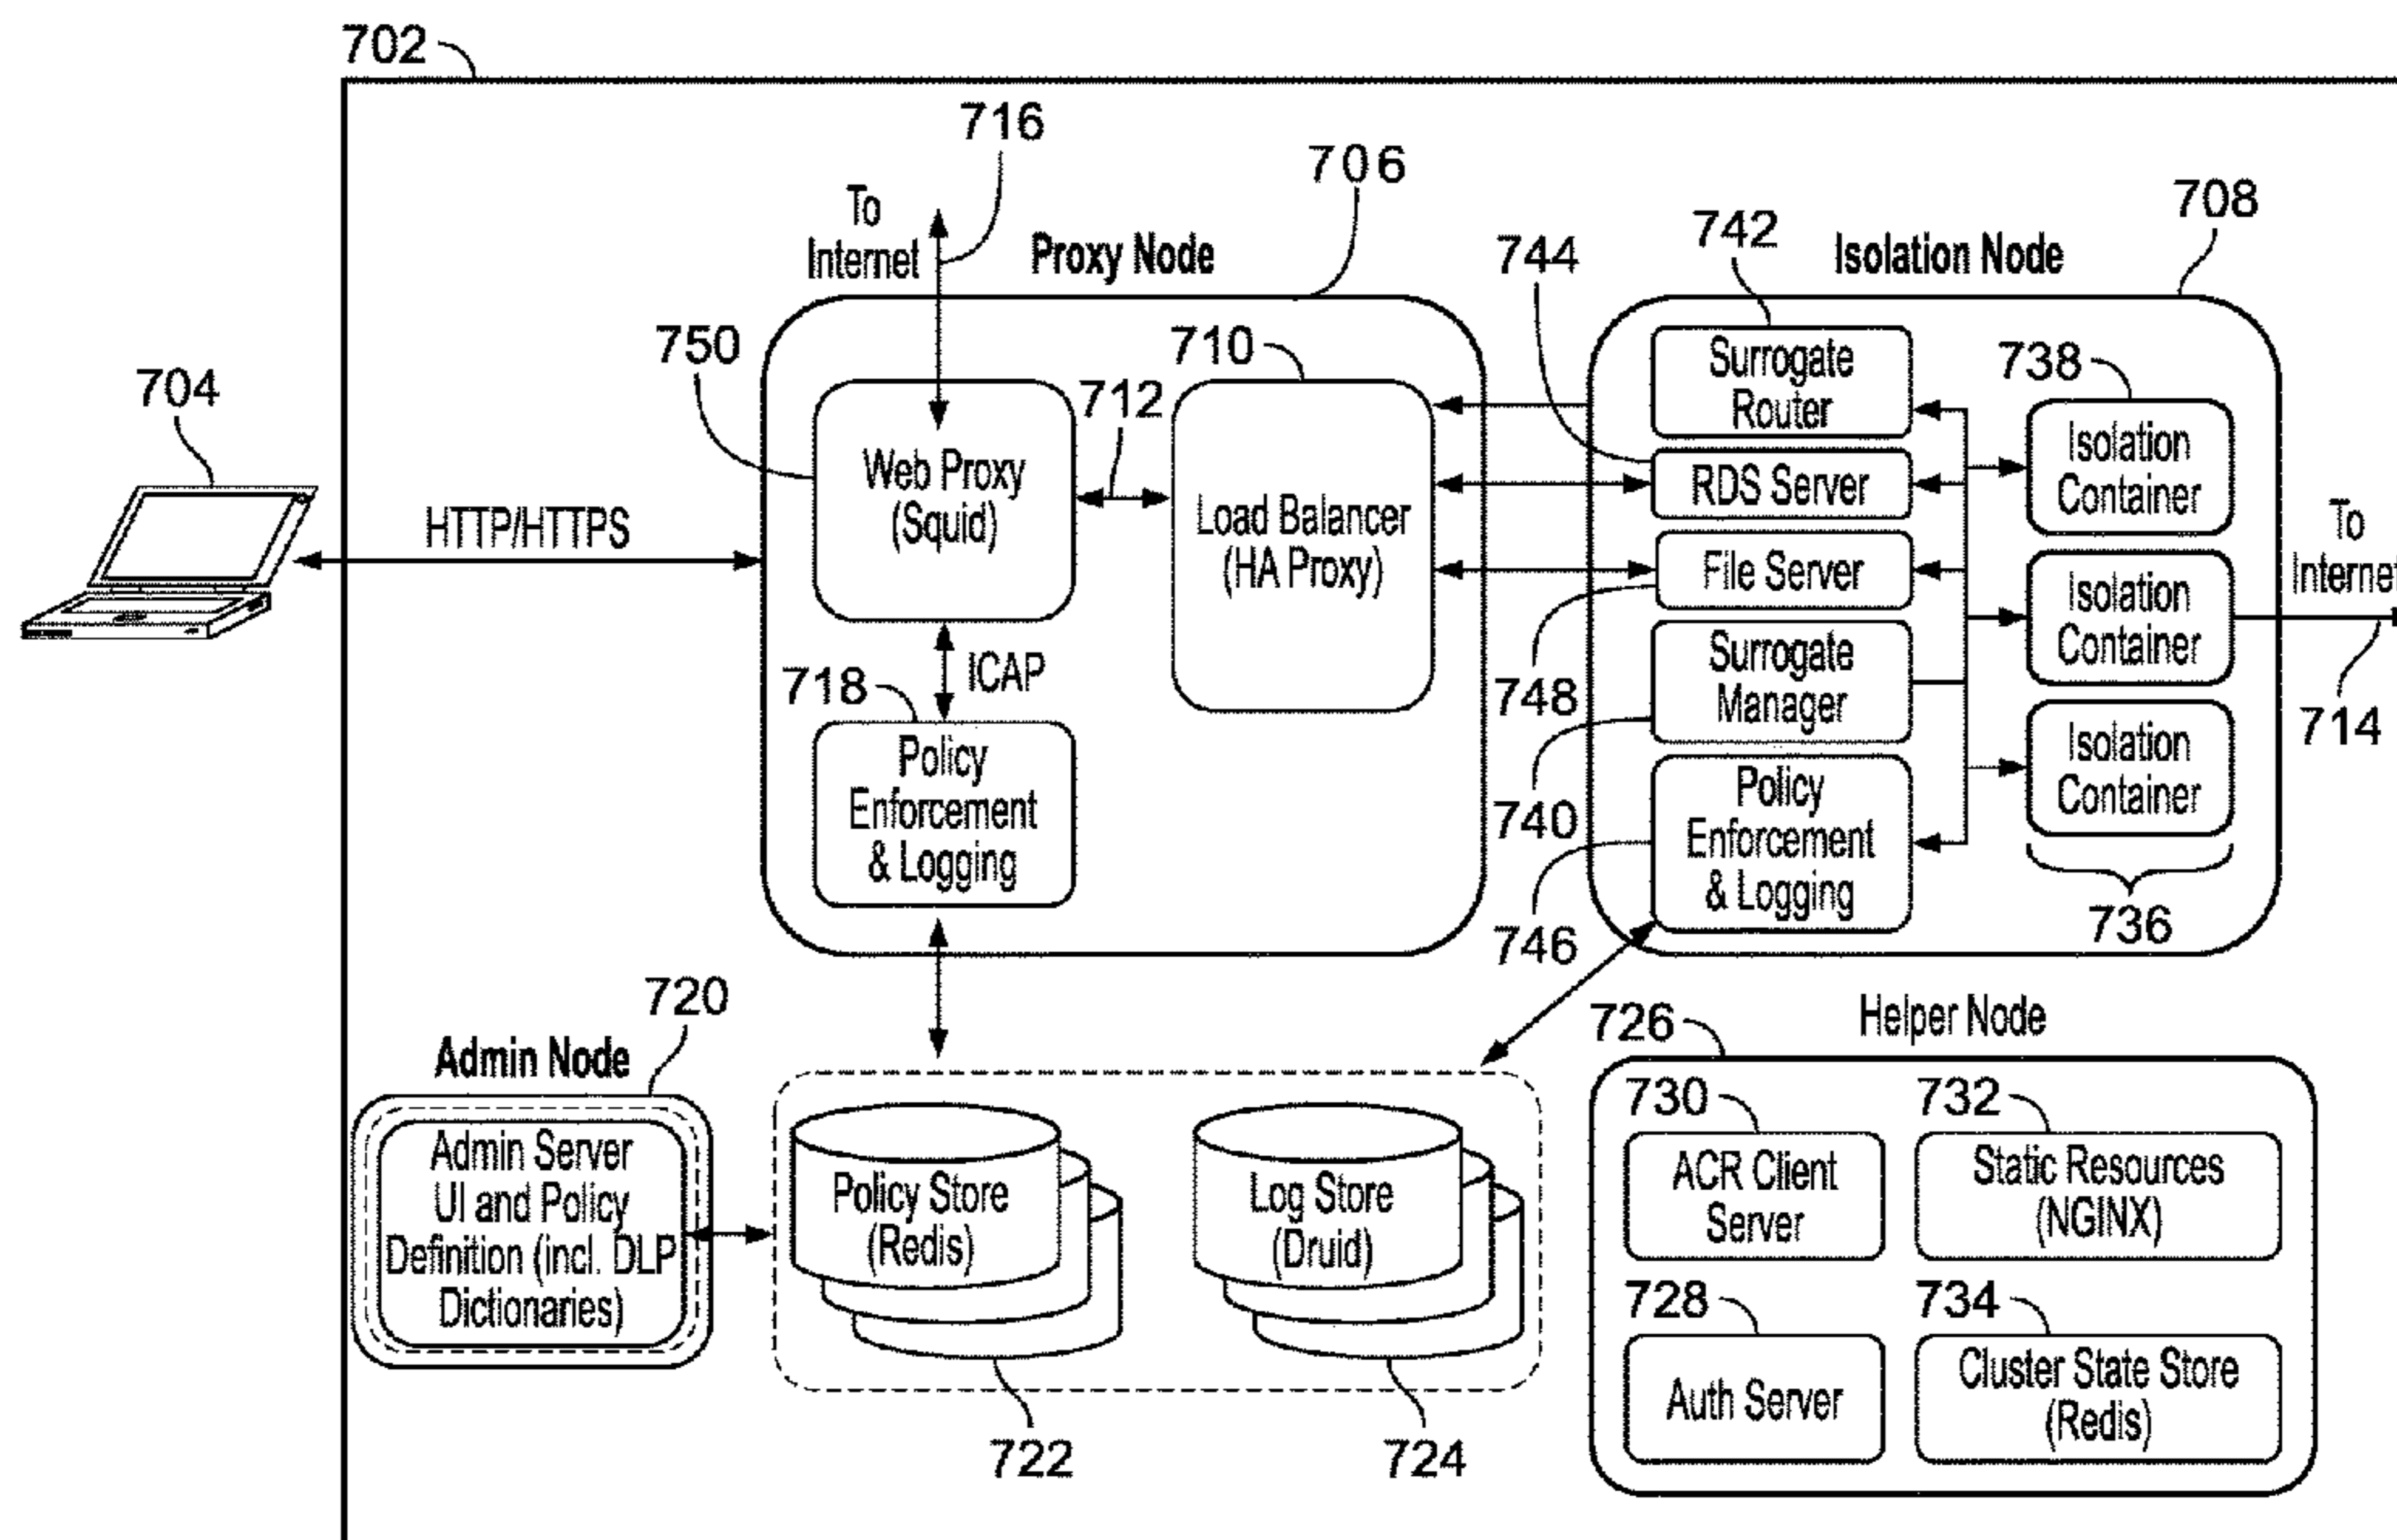 702
716
706
To
Internet
Proxy Node
708
742
Isolation Node
744
750
710
Surrogate
Router
738
704
712
Isolation
Container
Web Proxy
(Squid)
RDS Server
Load Balancer
(HA Proxy)
To
Internet
HTTP/HTTPS
File Server
Isolation
Container
ICAP
718
Surrogate
Manager
748
714
Policy
Enforcement
& Logging
Isolation
Container
740
Policy
Enforcement
& Logging
746
736
720
Admin Node
726
Helper Node
730
732
Admin Server
UI and Policy
Definition (incl. DLP
Dictionaries)
Policy Store
(Redis)
Log Store
(Druid)
ACR Client
Server
Static Resources
(NGINX)
728
734
Auth Server
Cluster State Store
(Redis)
722
724